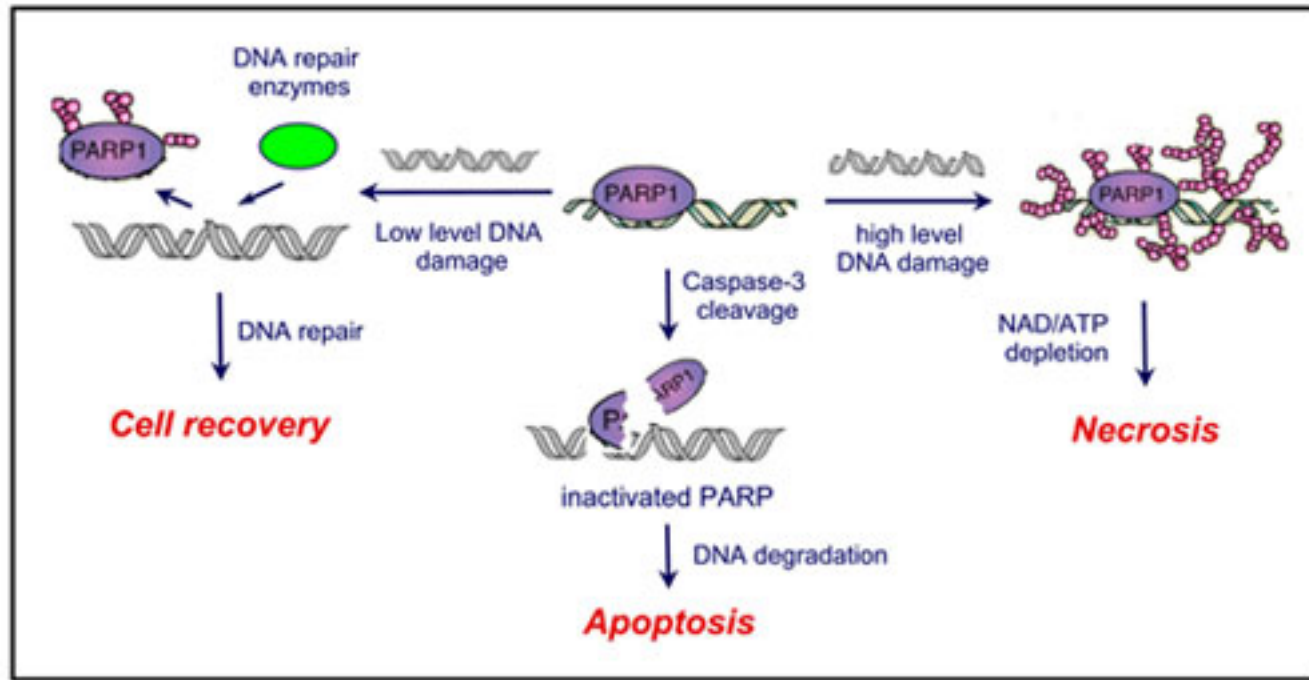 DNA repair
enzymes
PARP1
Low level DNA
damage
DNA repair
Cell recovery
PARP1
Caspase-3
cleavage
P
ARP1
inactivated PARP
DNA degradation
Apoptosis
high level
DNA damage
PARP1
NAD/ATP
depletion
Necrosis